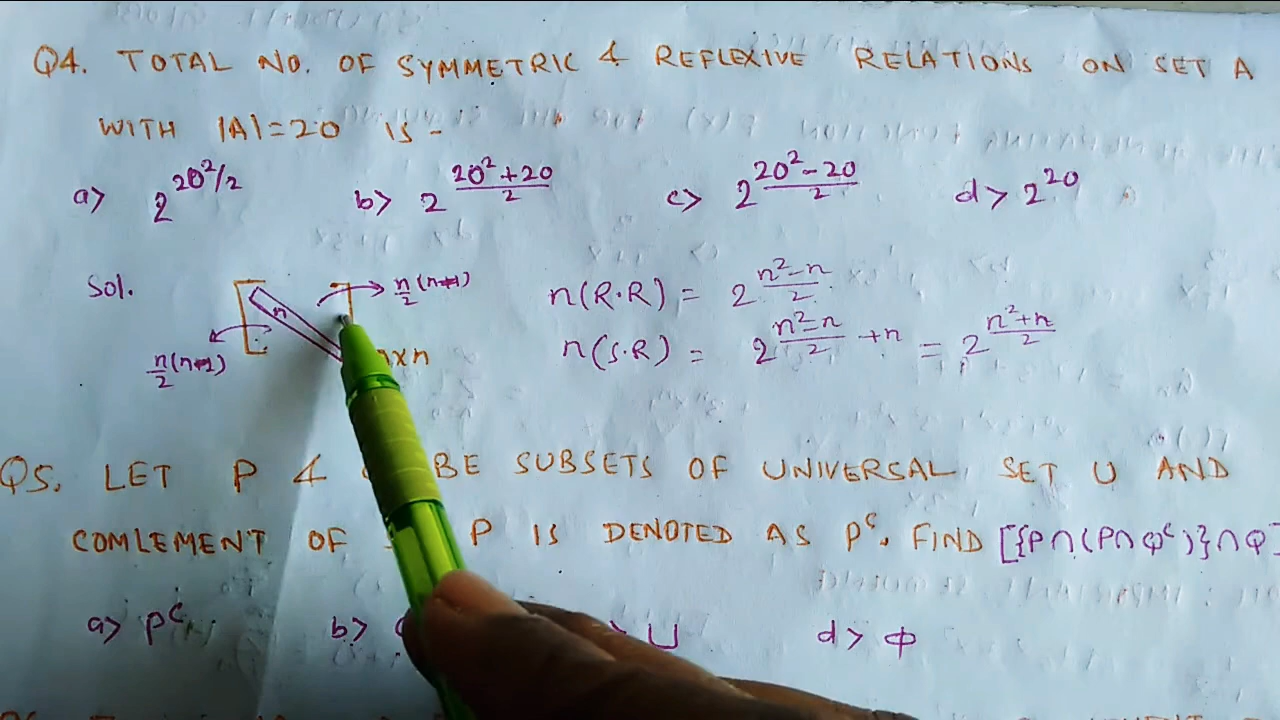 Q4. TOTAL NO. OF SYMMETRIC & REFLEXIVE RELATIONS ON SET A
WITH |A|=20 IS -
a> 2^(20²/2) b> 2^((20²+20)/2) c> 2^((20²-20)/2) d> 2^20
Sol. n n/2 (n-1) n(R.R) = 2^((n²-n)/2)
n/2 (n-1) xn n(S.R) = 2^((n²-n)/2 + n) = 2^((n²+n)/2)
Q5. LET P & BE SUBSETS OF UNIVERSAL SET U AND
COMLEMENT OF P IS DENOTED AS P^c. FIND [{P∩(P∩Q^c)}∩Q
a> P^c b> U d> Φ